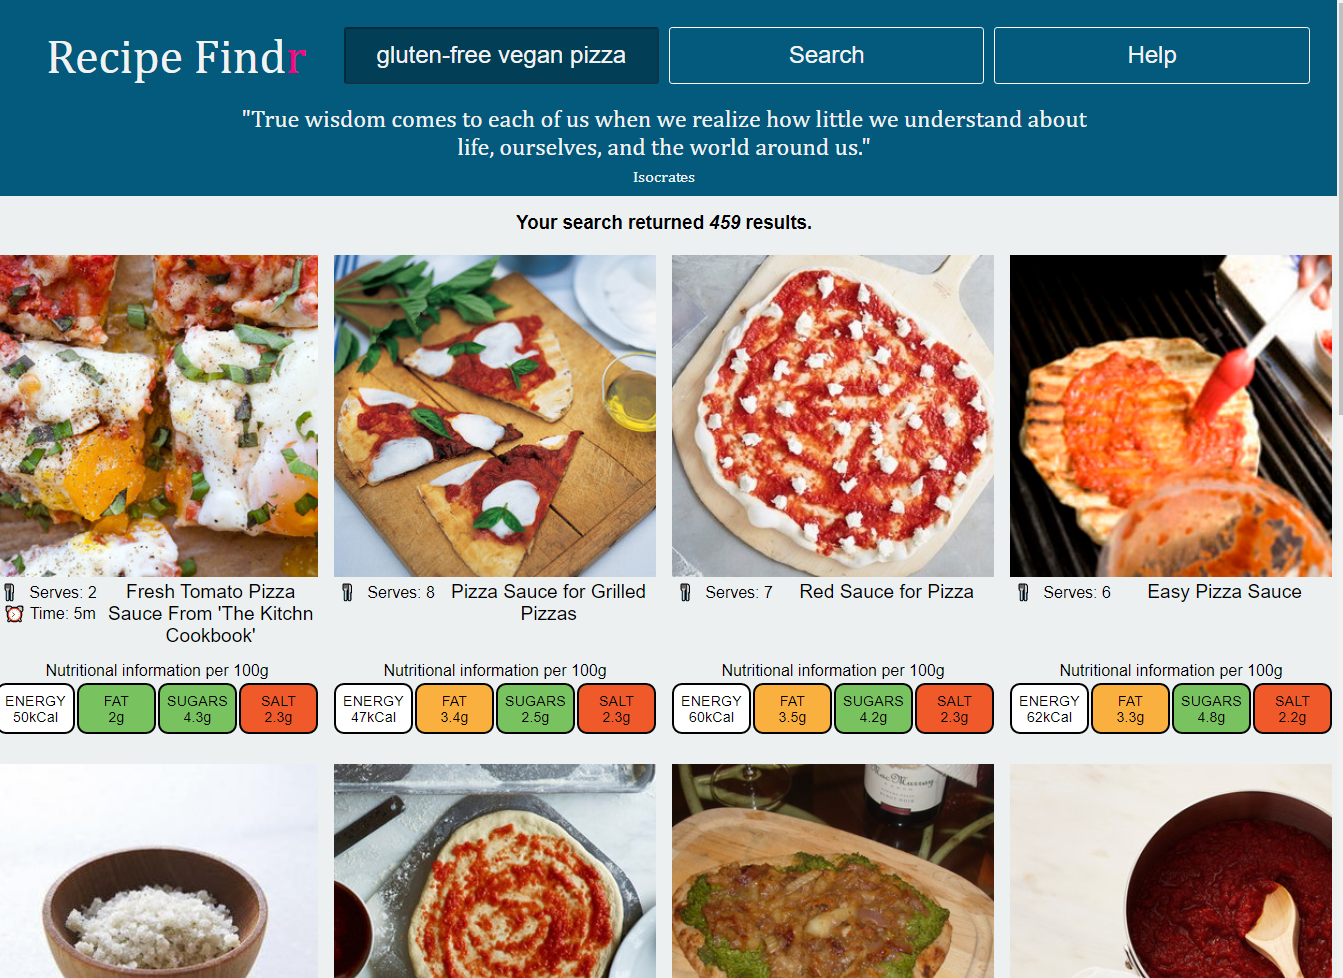 Recipe Findr
gluten-free vegan pizza
Search
Help
"True wisdom comes to each of us when we realize how little we understand about
life, ourselves, and the world around us."
Isocrates
Your search returned 459 results.
Serves: 2
Time: 5m
Fresh Tomato Pizza
Sauce From 'The Kitchn
Cookbook'
Nutritional information per 100g
ENERGY
50kCal
FAT
2g
SUGARS
4.3g
SALT
2.3g
Serves: 8
Pizza Sauce for Grilled
Pizzas
Nutritional information per 100g
ENERGY
47kCal
FAT
3.4g
SUGARS
2.5g
SALT
2.3g
Serves: 7
Red Sauce for Pizza
Nutritional information per 100g
ENERGY
60kCal
FAT
3.5g
SUGARS
4.2g
SALT
2.3g
Serves: 6
Easy Pizza Sauce
Nutritional information per 100g
ENERGY
62kCal
FAT
3.3g
SUGARS
4.8g
SALT
2.2g
MacMurray